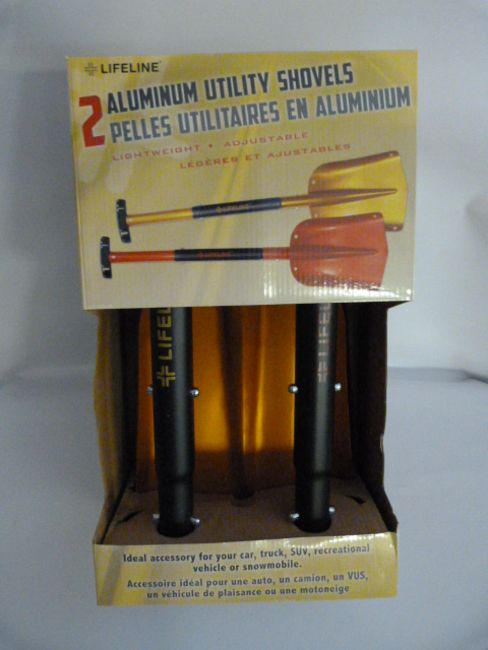 LIFELINE
2 ALUMINUM UTILITY SHOVELS
PELLES UTILITAIRES EN ALUMINIUM
LIGHTWEIGHT • ADJUSTABLE
LÉGÈRES ET AJUSTABLES
LIFELINE
LIFELINE
LIFEL
LIFEL
Ideal accessory for your car, truck, SUV, recreational
vehicle or snowmobile.
Accessoire idéal pour une auto, un camion, un VUS,
un véhicule de plaisance ou une motoneige